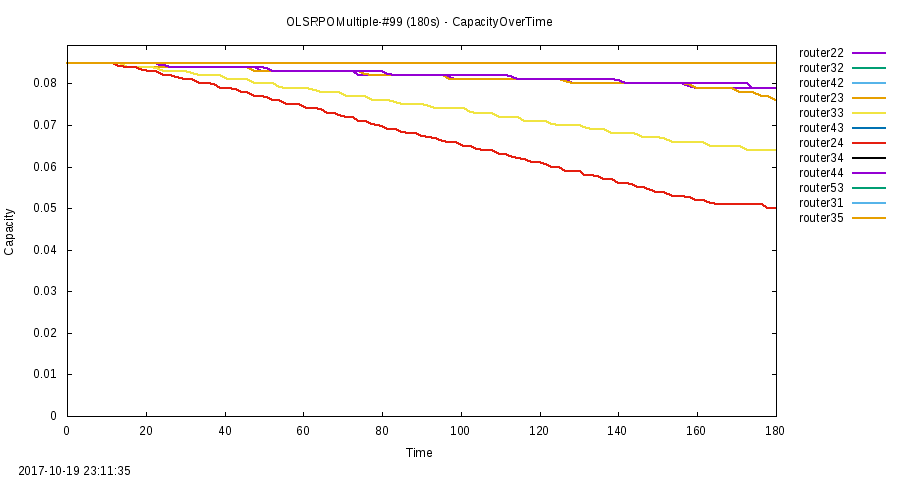 OLSRPOMultiple-#99 (180s) - CapacityOverTime
router22
router32
router42
router23
router33
router43
router24
router34
router44
router53
router31
router35
0.08
0.07
0.06
0.05
0.04
0.03
0.02
0.01
0
Capacity
0 20 40 60 80 100 120 140 160 180
Time
2017-10-19 23:11:35